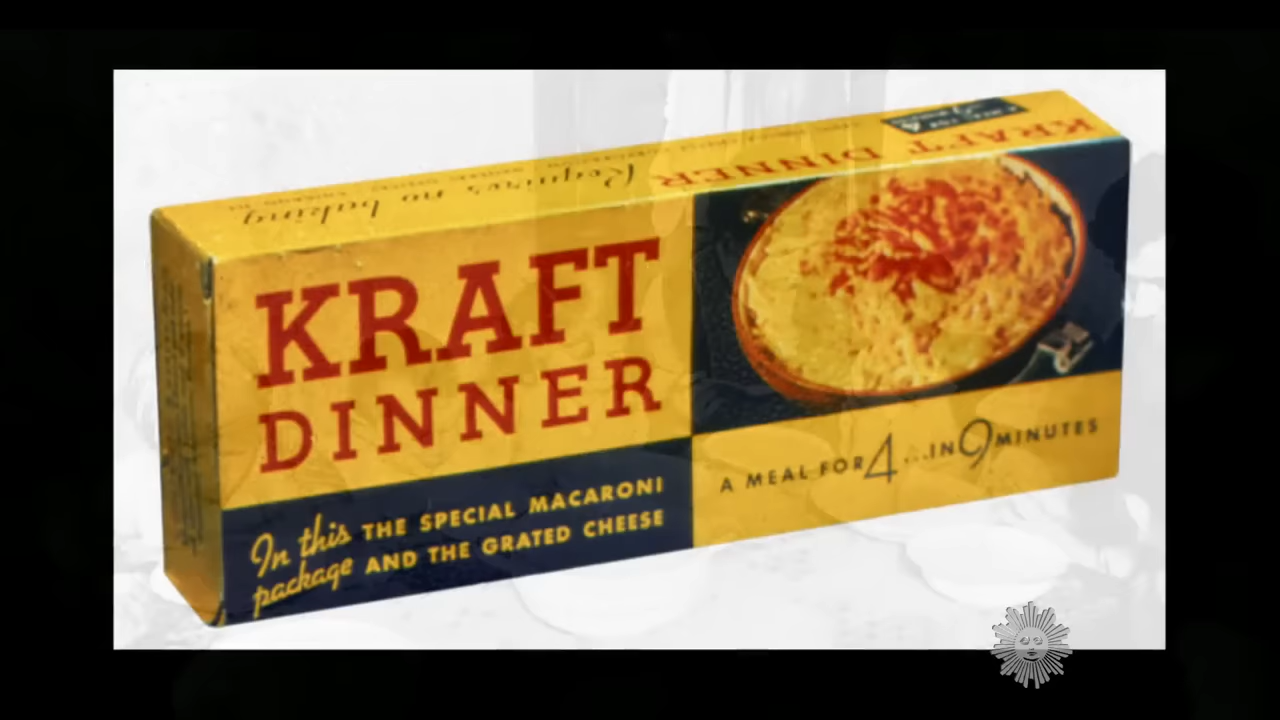 KRAFT DINNER
Requires no baking
KRAFT
DINNER
In this THE SPECIAL MACARONI
package AND THE GRATED CHEESE
A MEAL FOR 4...IN 9 MINUTES